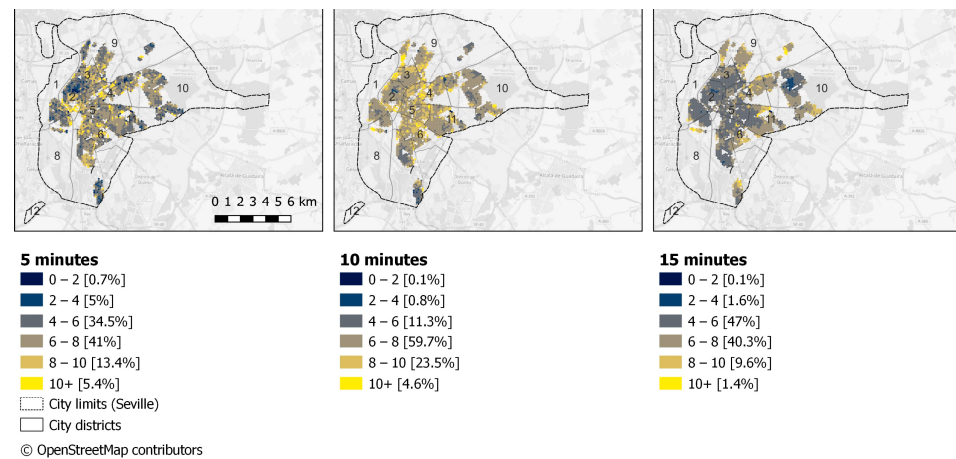 9
1
3
2
4
10
5
11
6
8
12
0 1 2 3 4 5 6 km
9
1
3
2
4
10
5
11
6
8
12
9
1
3
2
4
10
5
11
6
8
12
5 minutes
0 – 2 [0.7%]
2 – 4 [5%]
4 – 6 [34.5%]
6 – 8 [41%]
8 – 10 [13.4%]
10+ [5.4%]
City limits (Seville)
City districts
© OpenStreetMap contributors
10 minutes
0 – 2 [0.1%]
2 – 4 [0.8%]
4 – 6 [11.3%]
6 – 8 [59.7%]
8 – 10 [23.5%]
10+ [4.6%]
15 minutes
0 – 2 [0.1%]
2 – 4 [1.6%]
4 – 6 [47%]
6 – 8 [40.3%]
8 – 10 [9.6%]
10+ [1.4%]